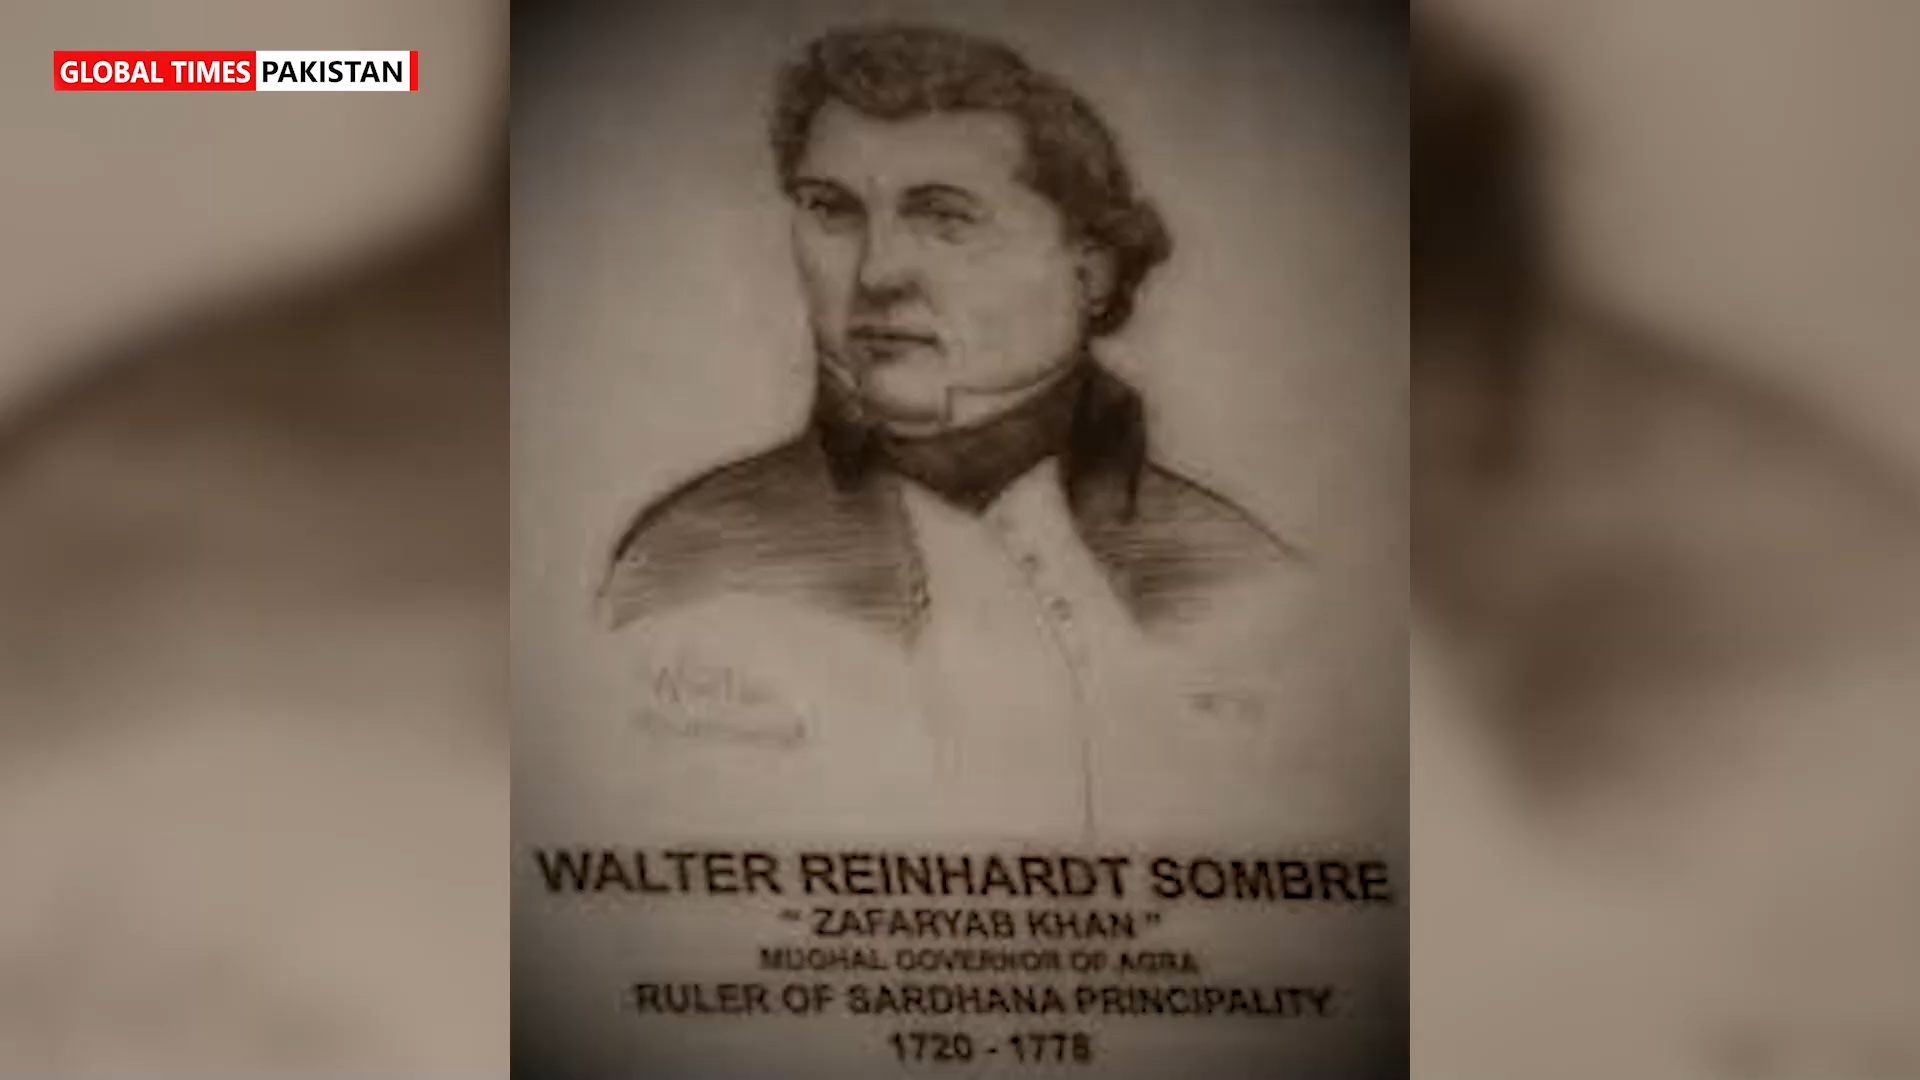 GLOBAL TIMES PAKISTAN
WALTER REINHARDT SOMBRE
"ZAFARYAB KHAN"
MUGHAL GOVERNOR OF AGRA
RULER OF SARDHANA PRINCIPALITY
1720 - 1778